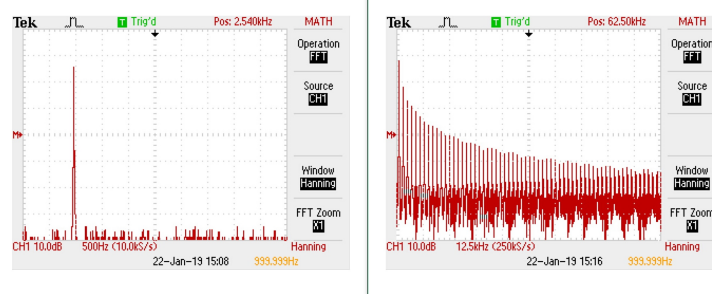 Tek T Trig'd Pos: 2.540kHz MATH
Operation
FFT
Source
CH1
M
Window
Hanning
FFT Zoom
X1
CH1 10.0dB 500Hz (10.0kS/s) Hanning
22-Jan-19 15:08 999.999Hz
Tek T Trig'd Pos: 62.50kHz MATH
Operation
FFT
Source
CH1
M
Window
Hanning
FFT Zoom
X1
CH1 10.0dB 12.5kHz (250kS/s) Hanning
22-Jan-19 15:16 999.999Hz